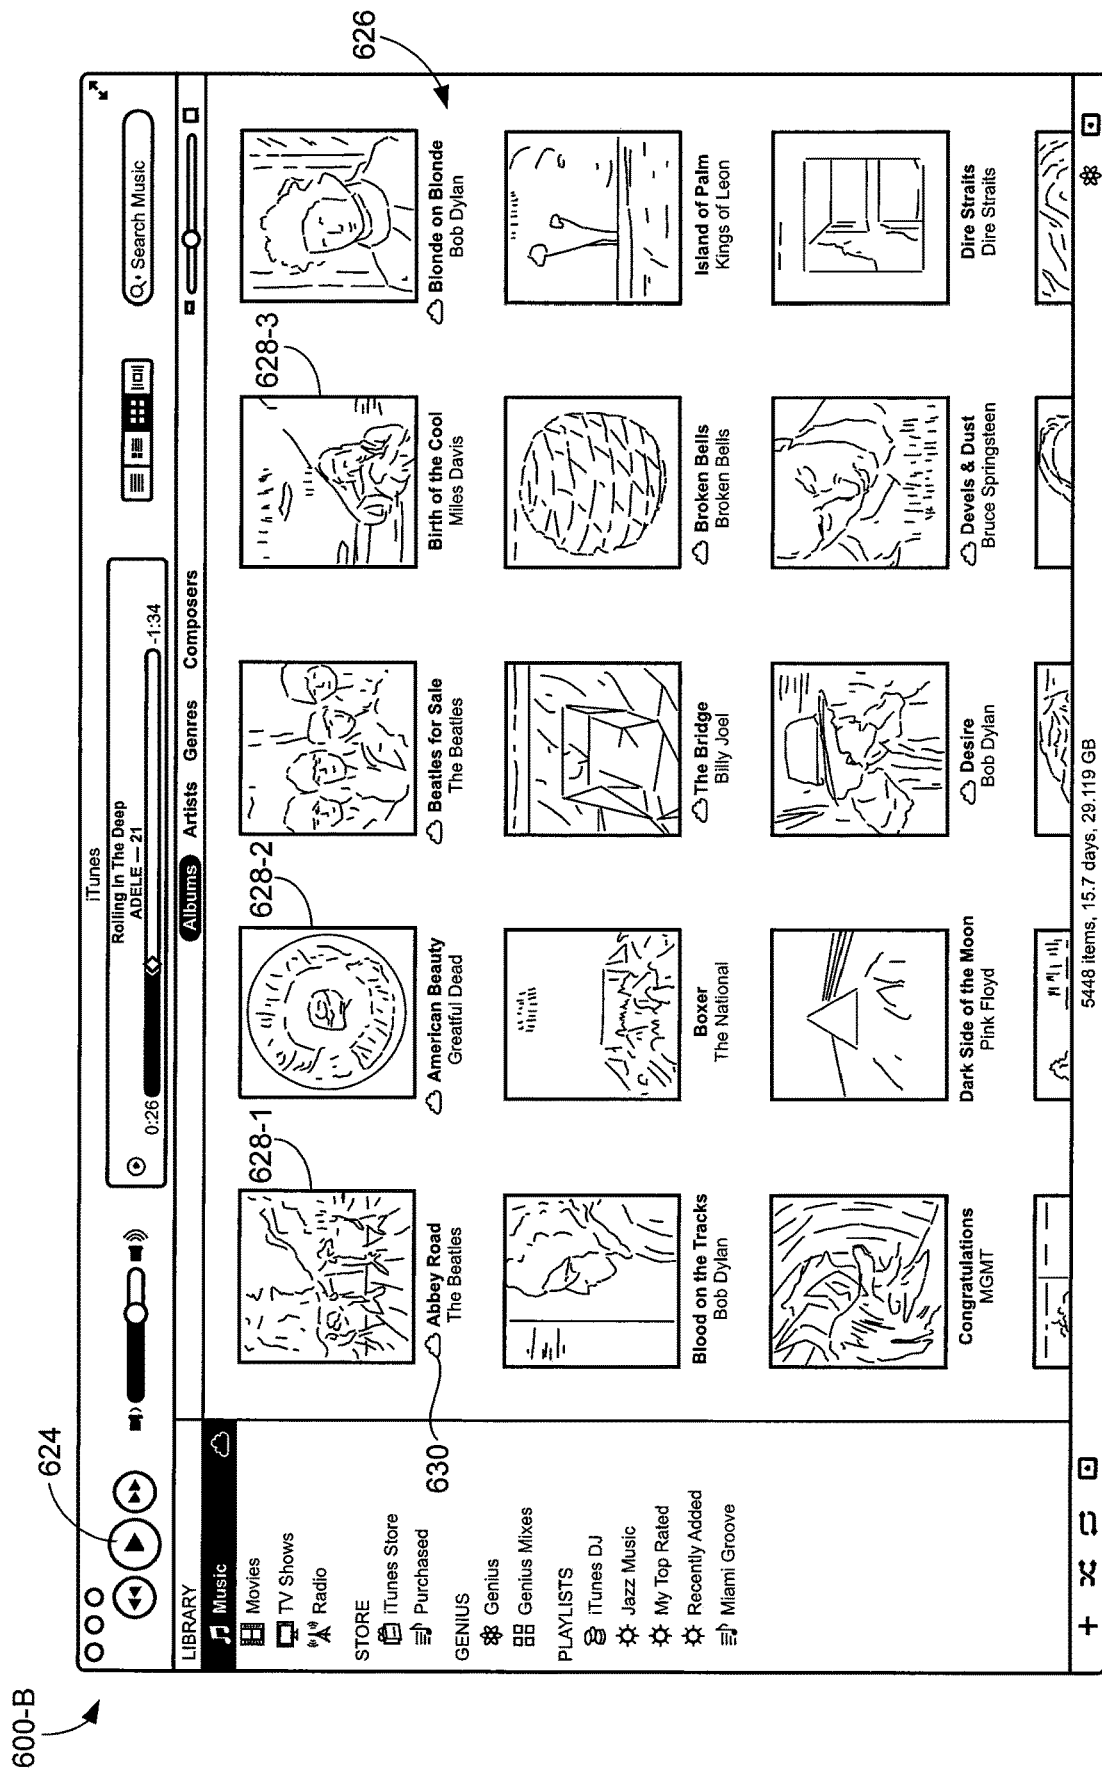 600-B
624
626
iTunes
Rolling In The Deep
ADELE — 21
0:26
-1:34
Search Music
LIBRARY
Albums
Artists
Genres
Composers
Music
Movies
TV Shows
Radio
STORE
iTunes Store
Purchased
GENIUS
Genius
Genius Mixes
PLAYLISTS
iTunes DJ
Jazz Music
My Top Rated
Recently Added
Miami Groove
630
628-1
628-2
628-3
Abbey Road
The Beatles
American Beauty
Greatful Dead
Beatles for Sale
The Beatles
Birth of the Cool
Miles Davis
Blonde on Blonde
Bob Dylan
Blood on the Tracks
Bob Dylan
Boxer
The National
The Bridge
Billy Joel
Broken Bells
Broken Bells
Island of Palm
Kings of Leon
Congratulations
MGMT
Dark Side of the Moon
Pink Floyd
Desire
Bob Dylan
Devels & Dust
Bruce Springsteen
Dire Straits
Dire Straits
5448 items, 15.7 days, 29.119 GB